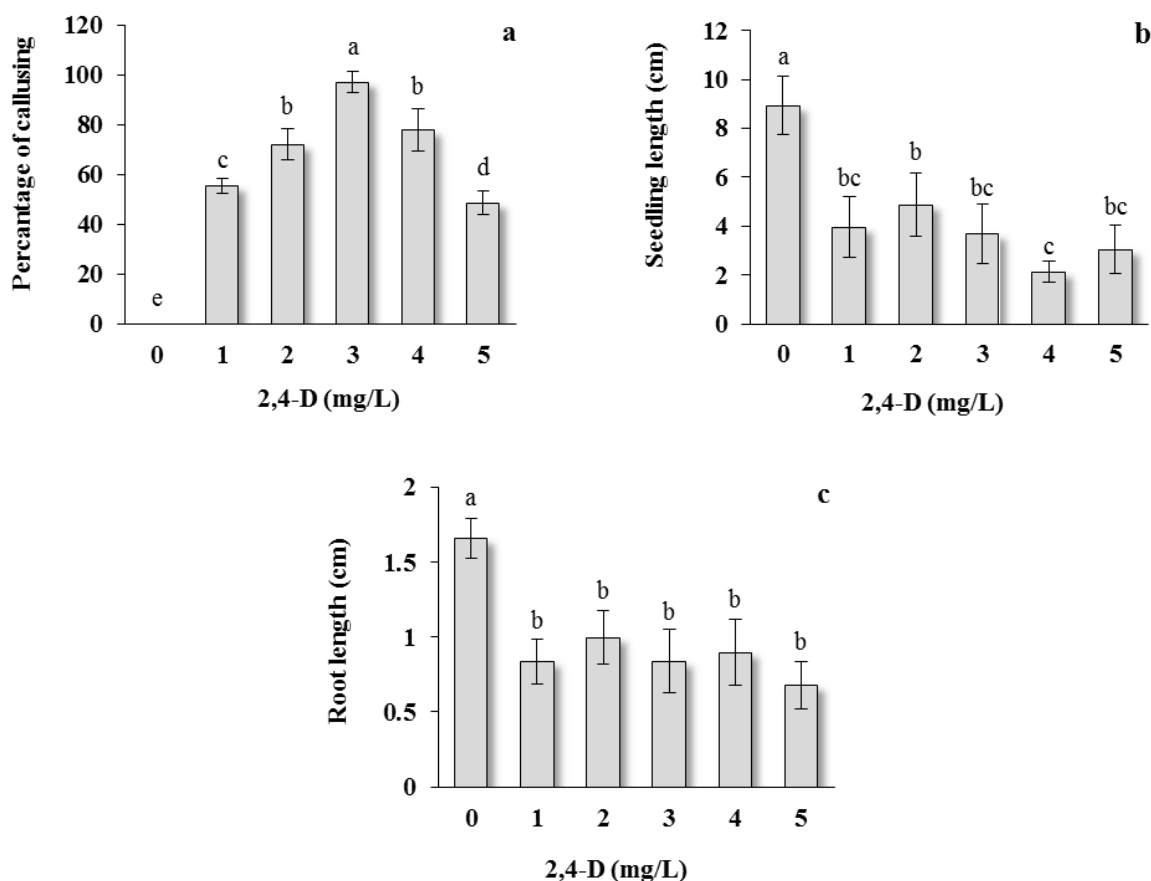 a
Percantage of callusing
120
100
80
60
40
20
0
e
c
b
a
b
d
0 1 2 3 4 5
2,4-D (mg/L)
b
Seedling length (cm)
12
10
8
6
4
2
0
a
bc
b
bc
c
bc
0 1 2 3 4 5
2,4-D (mg/L)
c
Root length (cm)
2
1.5
1
0.5
0
a
b
b
b
b
b
0 1 2 3 4 5
2,4-D (mg/L)